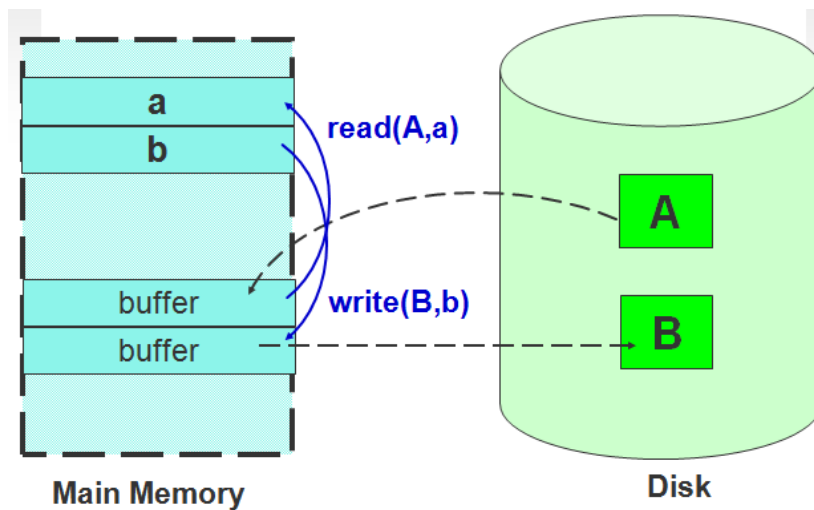 a
read(A,a)
b
A
buffer
write(B,b)
buffer
B
Main Memory
Disk